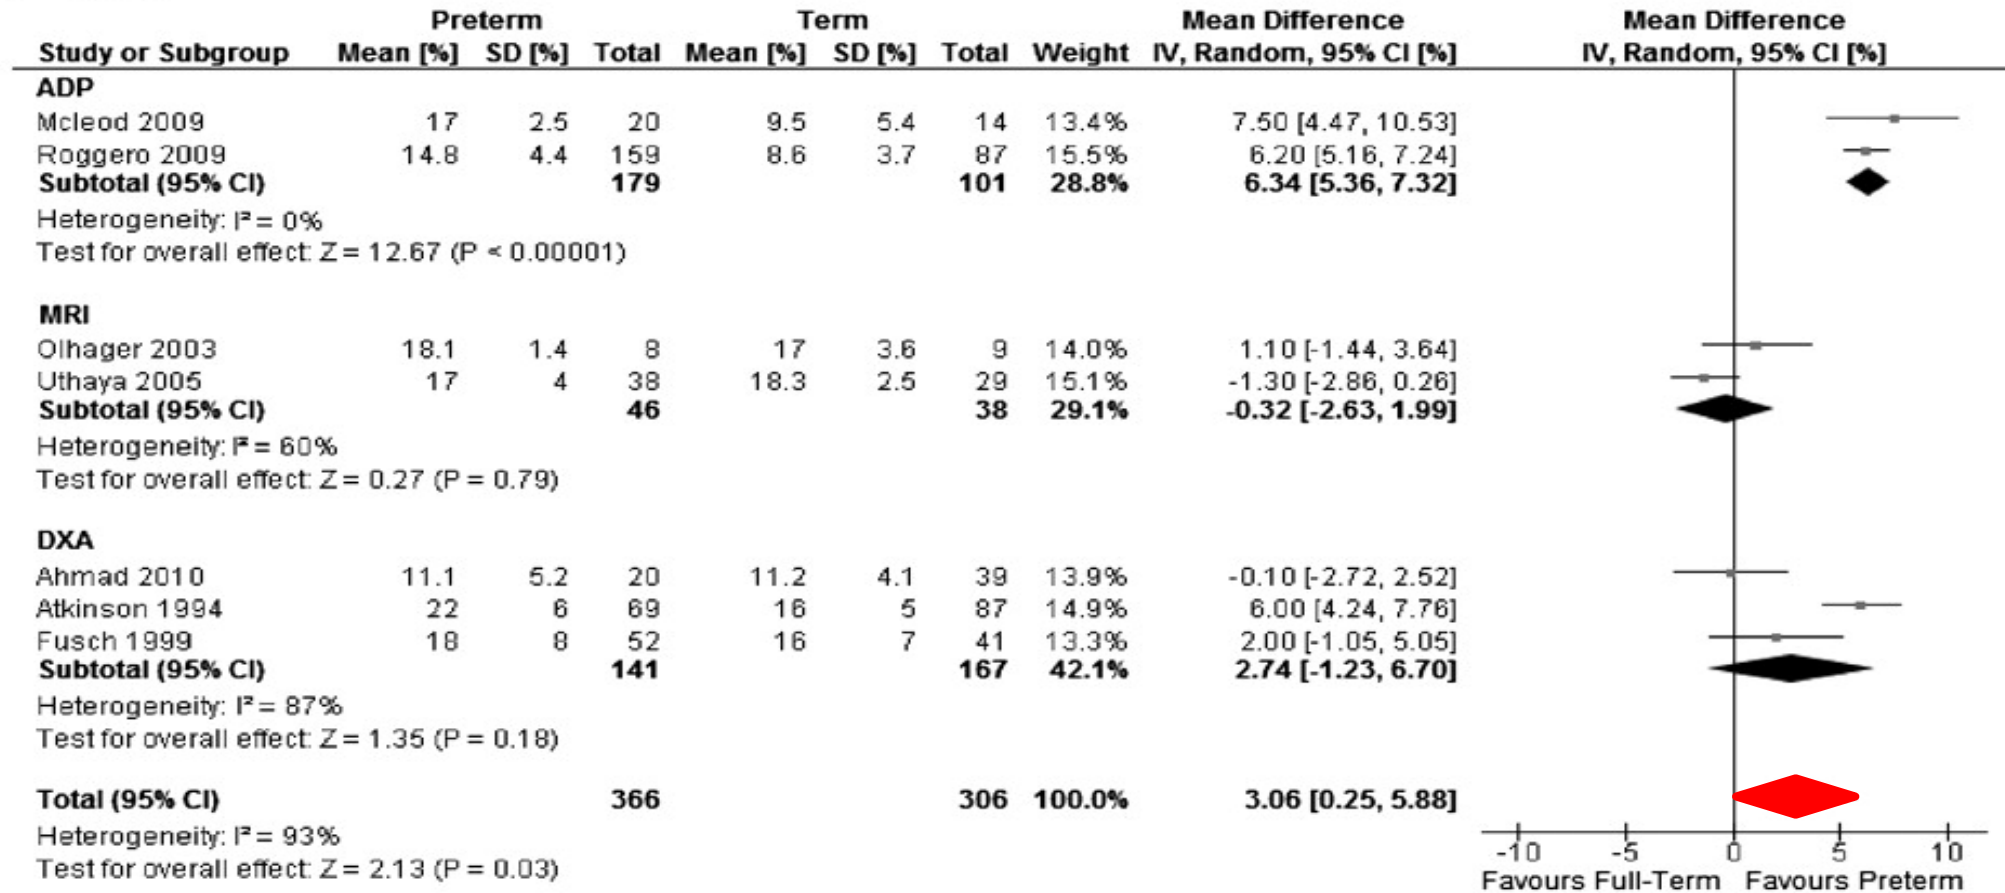 Preterm Term Mean Difference Mean Difference
Study or Subgroup Mean [%] SD [%] Total Mean [%] SD [%] Total Weight IV, Random, 95% CI [%] IV, Random, 95% CI [%]
ADP
Mcleod 2009 17 2.5 20 9.5 5.4 14 13.4% 7.50 [4.47, 10.53]
Roggero 2009 14.8 4.4 159 8.6 3.7 87 15.5% 6.20 [5.16, 7.24]
Subtotal (95% CI) 179 101 28.8% 6.34 [5.36, 7.32]
Heterogeneity: I² = 0%
Test for overall effect: Z = 12.67 (P < 0.00001)
MRI
Olhager 2003 18.1 1.4 8 17 3.6 9 14.0% 1.10 [-1.44, 3.64]
Uthaya 2005 17 4 38 18.3 2.5 29 15.1% -1.30 [-2.86, 0.26]
Subtotal (95% CI) 46 38 29.1% -0.32 [-2.63, 1.99]
Heterogeneity: I² = 60%
Test for overall effect: Z = 0.27 (P = 0.79)
DXA
Ahmad 2010 11.1 5.2 20 11.2 4.1 39 13.9% -0.10 [-2.72, 2.52]
Atkinson 1994 22 6 69 16 5 87 14.9% 6.00 [4.24, 7.76]
Fusch 1999 18 8 52 16 7 41 13.3% 2.00 [-1.05, 5.05]
Subtotal (95% CI) 141 167 42.1% 2.74 [-1.23, 6.70]
Heterogeneity: I² = 87%
Test for overall effect: Z = 1.35 (P = 0.18)
Total (95% CI) 366 306 100.0% 3.06 [0.25, 5.88]
Heterogeneity: I² = 93%
Test for overall effect: Z = 2.13 (P = 0.03)
-10 -5 0 5 10
Favours Full-Term Favours Preterm